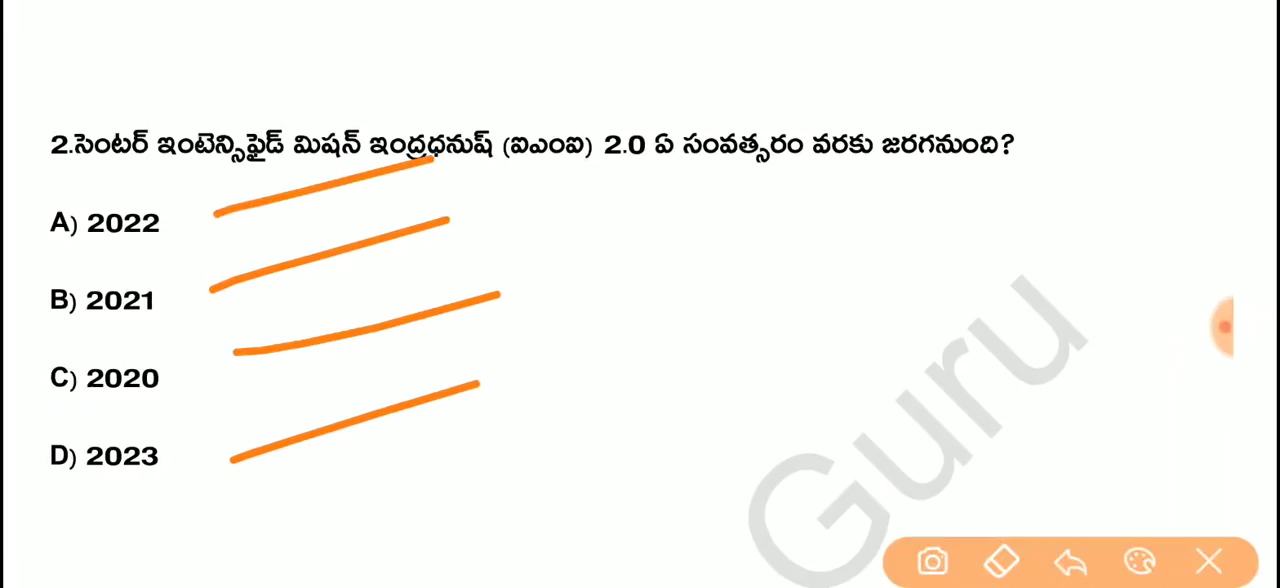 2.సెంటర్ ఇంటెన్సిఫైడ్ మిషన్ ఇంద్రధనుష్ (ఐఎంఐ) 2.0 ఏ సంవత్సరం వరకు జరగనుంది?
A) 2022
B) 2021
C) 2020
D) 2023
Guru